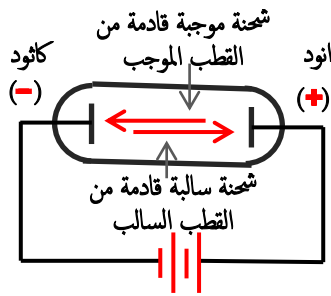 شحنة موجبة قادمة من
القطب الموجب
كاثود
(-)
انود
(+)
شحنة سالبة قادمة من
القطب السالب